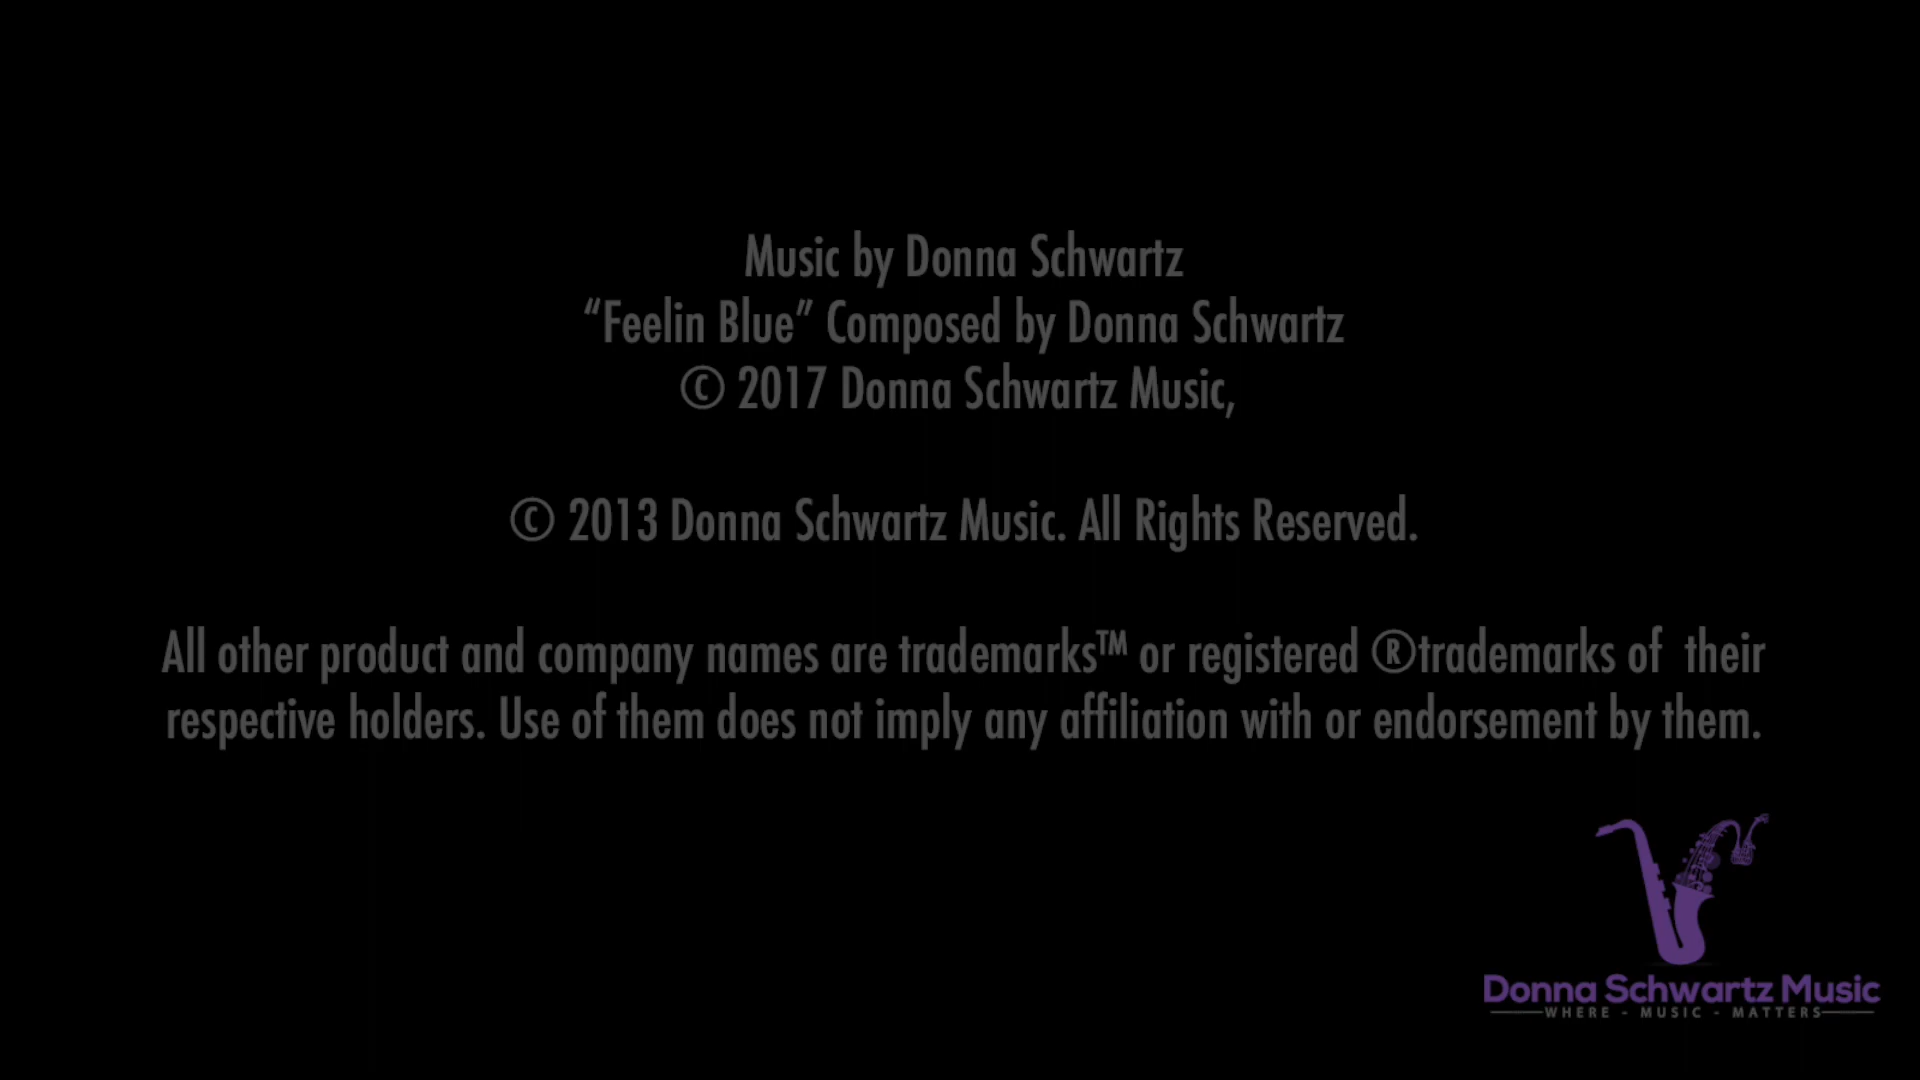 Music by Donna Schwartz
“Feelin Blue” Composed by Donna Schwartz
© 2017 Donna Schwartz Music,
© 2013 Donna Schwartz Music. All Rights Reserved.
All other product and company names are trademarks™ or registered ®trademarks of  their
respective holders. Use of them does not imply any affiliation with or endorsement by them.
Donna Schwartz Music
WHERE - MUSIC - MATTERS